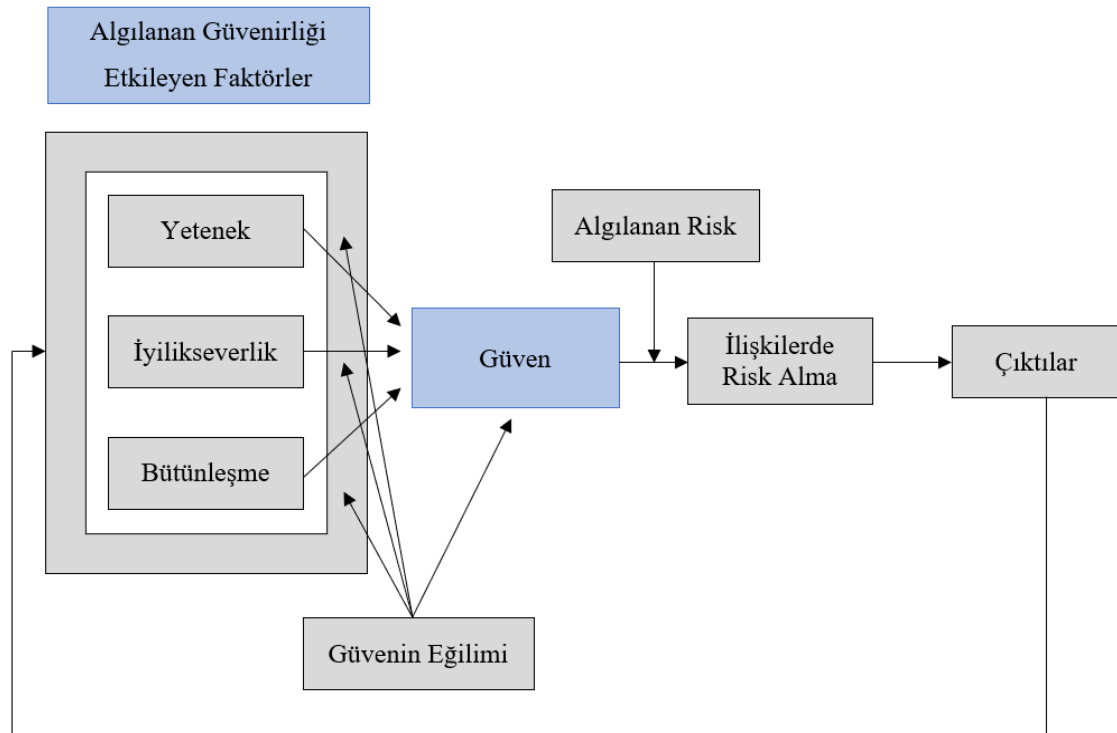 Algılanan Güvenirliği
Etkileyen Faktörler
Yetenek
Algılanan Risk
İyilikseverlik
Güven
İlişkilerde
Risk Alma
Çıktılar
Bütünleşme
Güvenin Eğilimi